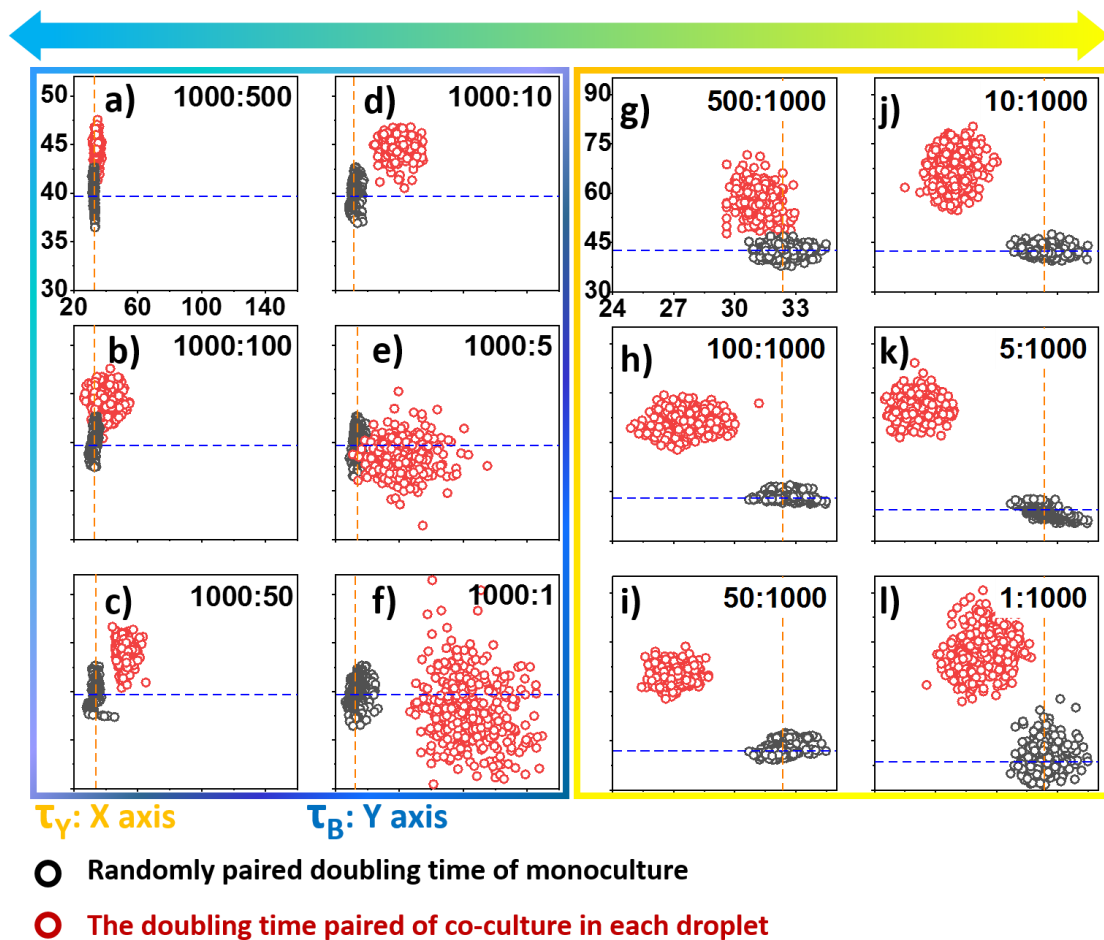 a) 1000:500
50
45
40
35
30
20 60 100 140
d) 1000:10
g) 500:1000
90
75
60
45
30
24 27 30 33
j) 10:1000
b) 1000:100
e) 1000:5
h) 100:1000
k) 5:1000
c) 1000:50
f) 1000:1
i) 50:1000
l) 1:1000
τY: X axis
τB: Y axis
Randomly paired doubling time of monoculture
The doubling time paired of co-culture in each droplet